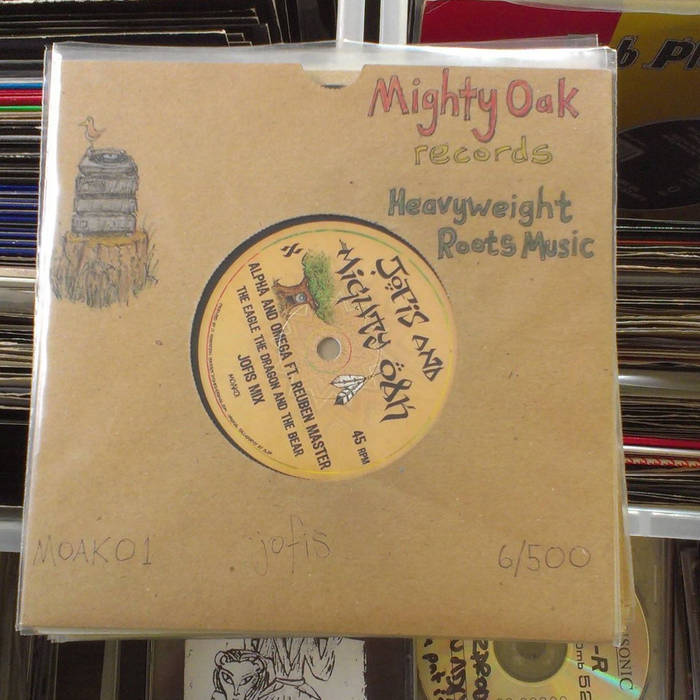 Mighty Oak
records
Heavyweight
Roots Music
Jofis and
Mighty Oak
א
ALPHA AND OMEGA FT. REUBEN MASTER
THE EAGLE THE DRAGON AND THE BEAR
JOFIS MIX
45 RPM
MOAK01
jofis
6/500